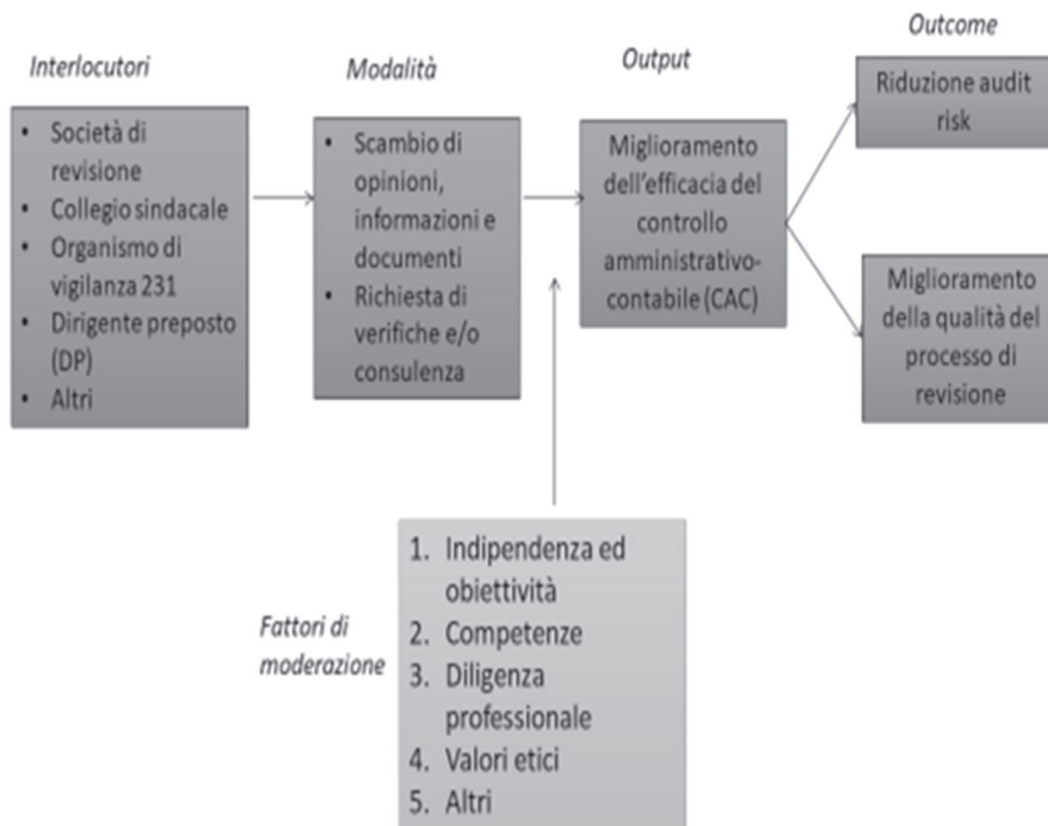 Interlocutori
• Società di
revisione
• Collegio sindacale
• Organismo di
vigilanza 231
• Dirigente preposto
(DP)
• Altri
Modalità
• Scambio di
opinioni,
informazioni e
documenti
• Richiesta di
verifiche e/o
consulenza
Output
Miglioramento
dell'efficacia del
controllo
amministrativo-
contabile (CAC)
Outcome
Riduzione audit
risk
Miglioramento
della qualità del
processo di
revisione
Fattori di
moderazione
1. Indipendenza ed
obiettività
2. Competenze
3. Diligenza
professionale
4. Valori etici
5. Altri